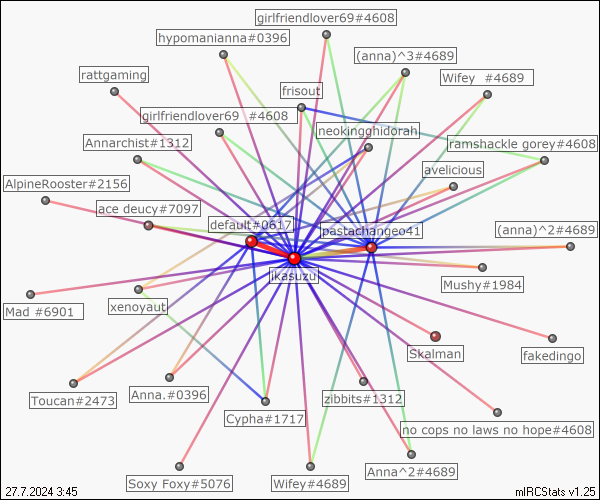 girlfriendlover69#4608
hypomanianna#0396
(anna)^3#4689
rattgaming
Wifey  #4689
frisout
girlfriendlover69 #4608
neokingghidorah
Annarchist#1312
ramshackle gorey#4608
avelicious
AlpineRooster#2156
ace deucy#7097
default#0617
pastachangeo41
(anna)^2#4689
ikasuzu
Mushy#1984
xenoyaut
Mad #6901
Skalman
fakedingo
Toucan#2473
Anna.#0396
zibbits#1312
Cypha#1717
no cops no laws no hope#4608
Anna^2#4689
Soxy Foxy#5076
Wifey#4689
27.7.2024 3:45
mIRCStats v1.25